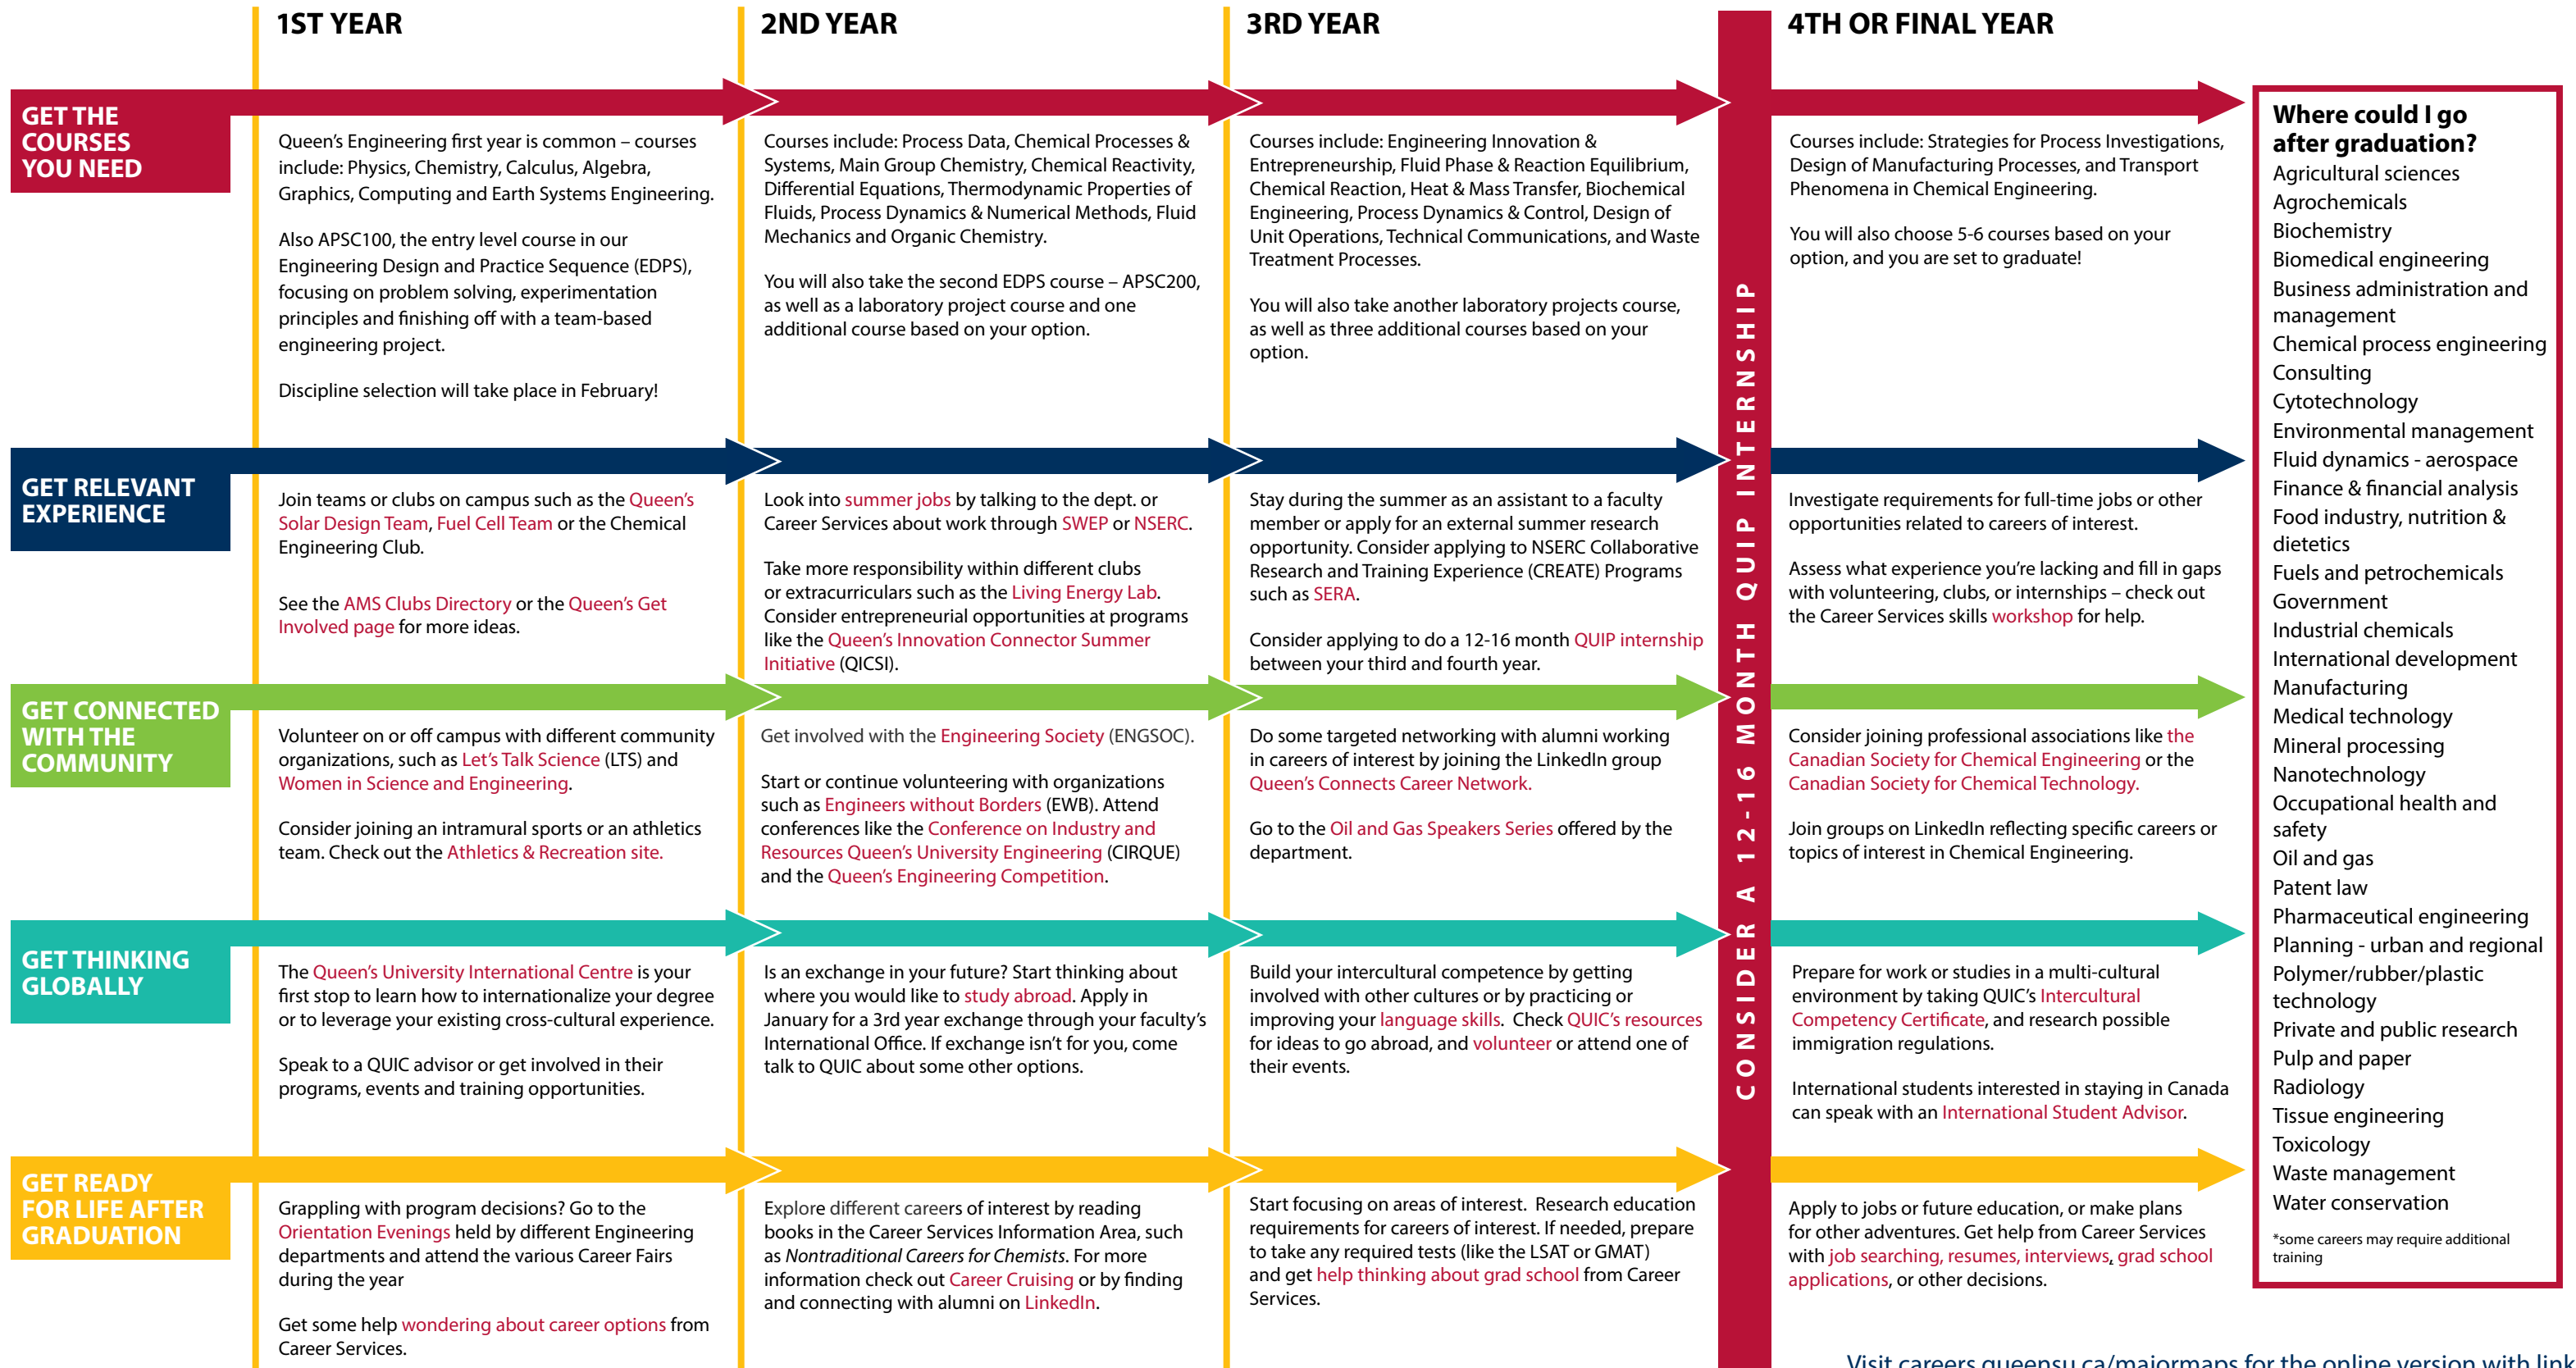 1ST YEAR
2ND YEAR
3RD YEAR
4TH OR FINAL YEAR
GET THE
COURSES
YOU NEED
Queen's Engineering first year is common – courses
include: Physics, Chemistry, Calculus, Algebra,
Graphics, Computing and Earth Systems Engineering.
Also APSC100, the entry level course in our
Engineering Design and Practice Sequence (EDPS),
focusing on problem solving, experimentation
principles and finishing off with a team-based
engineering project.
Discipline selection will take place in February!
Courses include: Process Data, Chemical Processes &
Systems, Main Group Chemistry, Chemical Reactivity,
Differential Equations, Thermodynamic Properties of
Fluids, Process Dynamics & Numerical Methods, Fluid
Mechanics and Organic Chemistry.
You will also take the second EDPS course – APSC200,
as well as a laboratory project course and one
additional course based on your option.
Courses include: Engineering Innovation &
Entrepreneurship, Fluid Phase & Reaction Equilibrium,
Chemical Reaction, Heat & Mass Transfer, Biochemical
Engineering, Process Dynamics & Control, Design of
Unit Operations, Technical Communications, and Waste
Treatment Processes.
You will also take another laboratory projects course,
as well as three additional courses based on your
option.
Courses include: Strategies for Process Investigations,
Design of Manufacturing Processes, and Transport
Phenomena in Chemical Engineering.
You will also choose 5-6 courses based on your
option, and you are set to graduate!
GET RELEVANT
EXPERIENCE
Join teams or clubs on campus such as the Queen's
Solar Design Team, Fuel Cell Team or the Chemical
Engineering Club.
See the AMS Clubs Directory or the Queen's Get
Involved page for more ideas.
Look into summer jobs by talking to the dept. or
Career Services about work through SWEP or NSERC.
Take more responsibility within different clubs
or extracurriculars such as the Living Energy Lab.
Consider entrepreneurial opportunities at programs
like the Queen's Innovation Connector Summer
Initiative (QICSI).
Stay during the summer as an assistant to a faculty
member or apply for an external summer research
opportunity. Consider applying to NSERC Collaborative
Research and Training Experience (CREATE) Programs
such as SERA.
Consider applying to do a 12-16 month QUIP internship
between your third and fourth year.
Investigate requirements for full-time jobs or other
opportunities related to careers of interest.
Assess what experience you're lacking and fill in gaps
with volunteering, clubs, or internships – check out
the Career Services skills workshop for help.
GET CONNECTED
WITH THE
COMMUNITY
Volunteer on or off campus with different community
organizations, such as Let's Talk Science (LTS) and
Women in Science and Engineering.
Consider joining an intramural sports or an athletics
team. Check out the Athletics & Recreation site.
Get involved with the Engineering Society (ENGSOC).
Start or continue volunteering with organizations
such as Engineers without Borders (EWB). Attend
conferences like the Conference on Industry and
Resources Queen's University Engineering (CIRQUE)
and the Queen's Engineering Competition.
Do some targeted networking with alumni working
in careers of interest by joining the LinkedIn group
Queen's Connects Career Network.
Go to the Oil and Gas Speakers Series offered by the
department.
Consider joining professional associations like the
Canadian Society for Chemical Engineering or the
Canadian Society for Chemical Technology.
Join groups on LinkedIn reflecting specific careers or
topics of interest in Chemical Engineering.
GET THINKING
GLOBALLY
The Queen's University International Centre is your
first stop to learn how to internationalize your degree
or to leverage your existing cross-cultural experience.
Speak to a QUIC advisor or get involved in their
programs, events and training opportunities.
Is an exchange in your future? Start thinking about
where you would like to study abroad. Apply in
January for a 3rd year exchange through your faculty's
International Office. If exchange isn't for you, come
talk to QUIC about some other options.
Build your intercultural competence by getting
involved with other cultures or by practicing or
improving your language skills. Check QUIC's resources
for ideas to go abroad, and volunteer or attend one of
their events.
Prepare for work or studies in a multi-cultural
environment by taking QUIC's Intercultural
Competency Certificate, and research possible
immigration regulations.
International students interested in staying in Canada
can speak with an International Student Advisor.
GET READY
FOR LIFE AFTER
GRADUATION
Grappling with program decisions? Go to the
Orientation Evenings held by different Engineering
departments and attend the various Career Fairs
during the year
Get some help wondering about career options from
Career Services.
Explore different careers of interest by reading
books in the Career Services Information Area, such
as Nontraditional Careers for Chemists. For more
information check out Career Cruising or by finding
and connecting with alumni on LinkedIn.
Start focusing on areas of interest. Research education
requirements for careers of interest. If needed, prepare
to take any required tests (like the LSAT or GMAT)
and get help thinking about grad school from Career
Services.
Apply to jobs or future education, or make plans
for other adventures. Get help from Career Services
with job searching, resumes, interviews, grad school
applications, or other decisions.
CONSIDER A 12-16 MONTH QUIP INTERNSHIP
Where could I go
after graduation?
Agricultural sciences
Agrochemicals
Biochemistry
Biomedical engineering
Business administration and
management
Chemical process engineering
Consulting
Cytotechnology
Environmental management
Fluid dynamics - aerospace
Finance & financial analysis
Food industry, nutrition &
dietetics
Fuels and petrochemicals
Government
Industrial chemicals
International development
Manufacturing
Medical technology
Mineral processing
Nanotechnology
Occupational health and
safety
Oil and gas
Patent law
Pharmaceutical engineering
Planning - urban and regional
Polymer/rubber/plastic
technology
Private and public research
Pulp and paper
Radiology
Tissue engineering
Toxicology
Waste management
Water conservation
*some careers may require additional
training
Visit careers.queensu.ca/majormaps for the online version with link